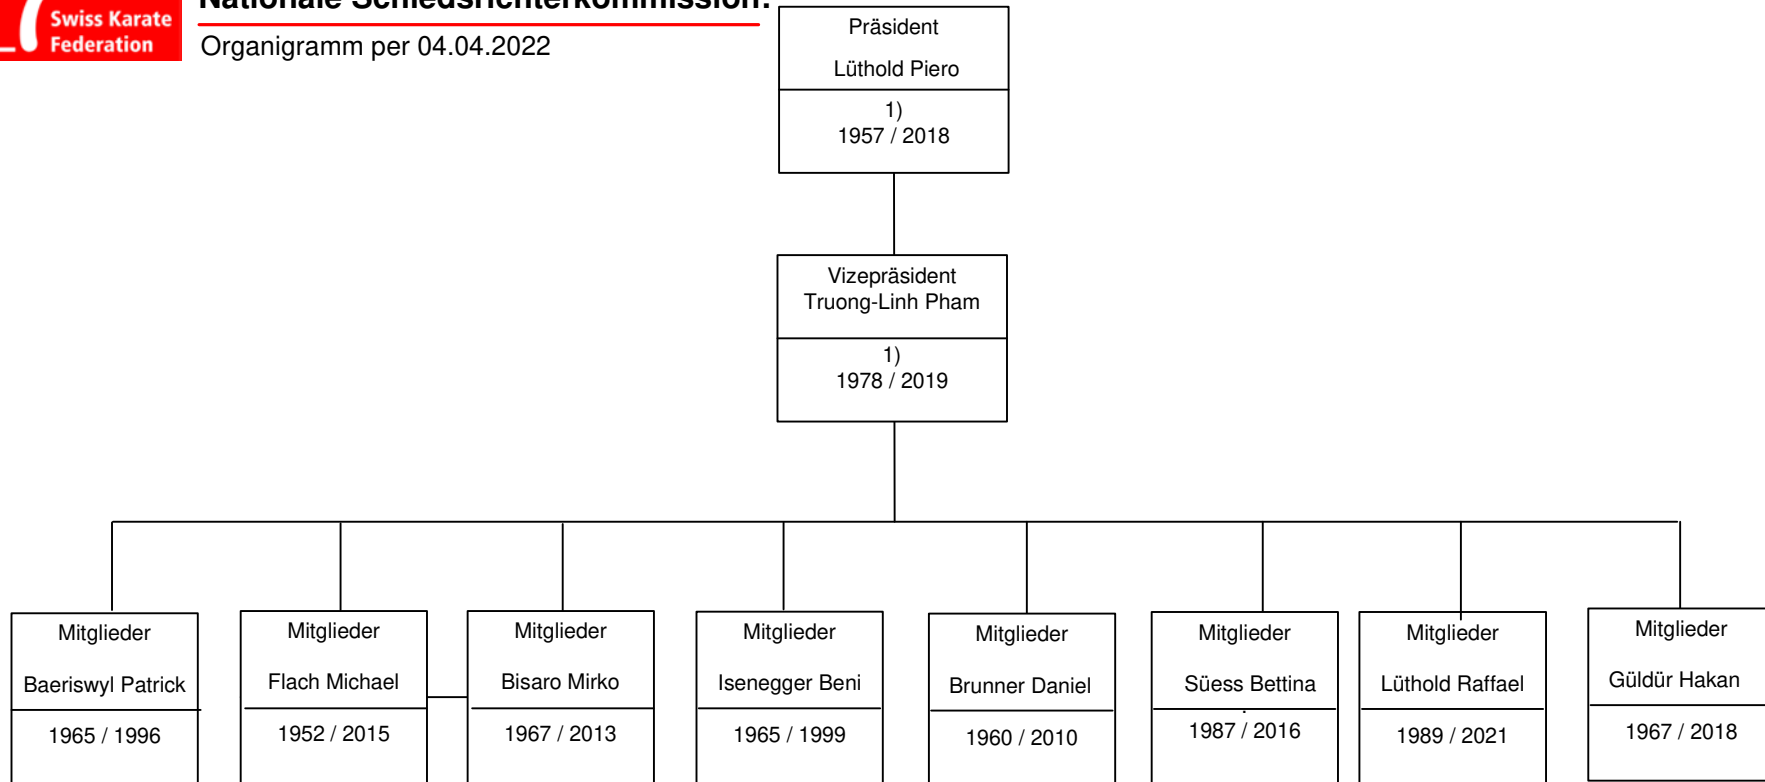 Swiss Karate
Federation
Nationale Schiedsrichterkommission:
Organigramm per 04.04.2022
Präsident
Lüthold Piero
1)
1957 / 2018
Vizepräsident
Truong-Linh Pham
1)
1978 / 2019
Mitglieder
Baeriswyl Patrick
1965 / 1996
Mitglieder
Flach Michael
1952 / 2015
Mitglieder
Bisaro Mirko
1967 / 2013
Mitglieder
Isenegger Beni
1965 / 1999
Mitglieder
Brunner Daniel
1960 / 2010
Mitglieder
Süess Bettina
1987 / 2016
Mitglieder
Lüthold Raffael
1989 / 2021
Mitglieder
Güldür Hakan
1967 / 2018